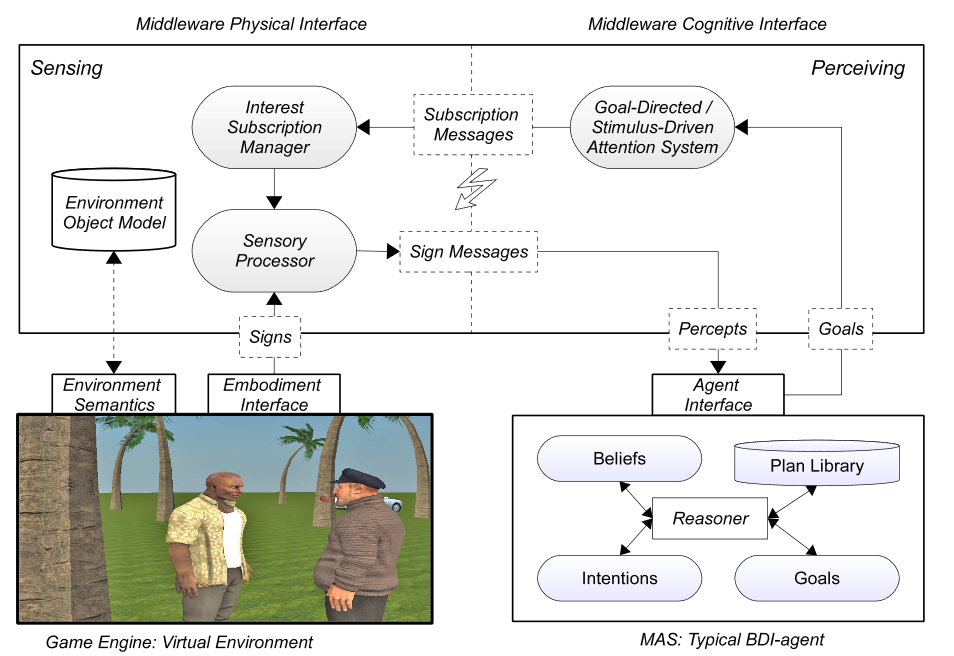 Middleware Physical Interface
Middleware Cognitive Interface
Sensing
Perceiving
Interest
Subscription
Manager
Subscription
Messages
Goal-Directed /
Stimulus-Driven
Attention System
Environment
Object Model
Sensory
Processor
Sign Messages
Signs
Percepts
Goals
Environment
Semantics
Embodiment
Interface
Agent
Interface
Beliefs
Plan Library
Reasoner
Intentions
Goals
Game Engine: Virtual Environment
MAS: Typical BDI-agent